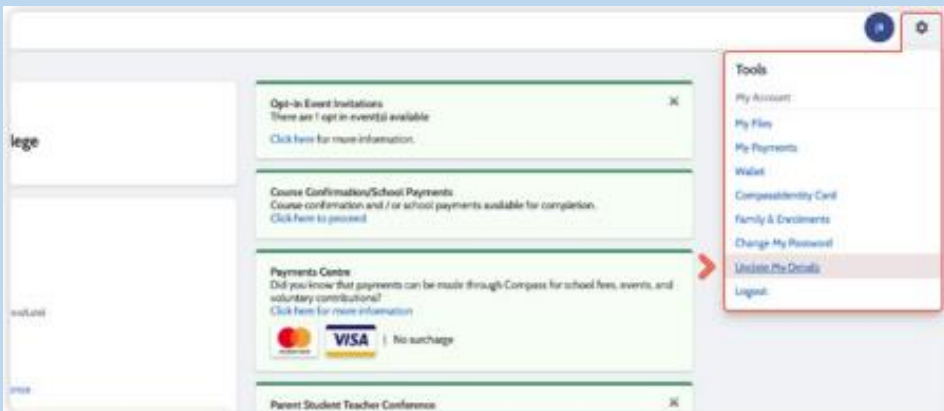 lege
Opt-In Event Invitations
There are 1 opt in event(s) available
Click here for more information.
Course Confirmation/School Payments
Course confirmation and / or school payments available for completion.
Click here to proceed
Payments Centre
Did you know that payments can be made through Compass for school fees, events, and
voluntary contributions?
Click here for more information
VISA | No surcharge
Parent Student Teacher Conference
Tools
My Account
My Files
My Payments
Wallet
CompassIdentity Card
Family & Enrolments
Change My Password
Update My Details
Logout